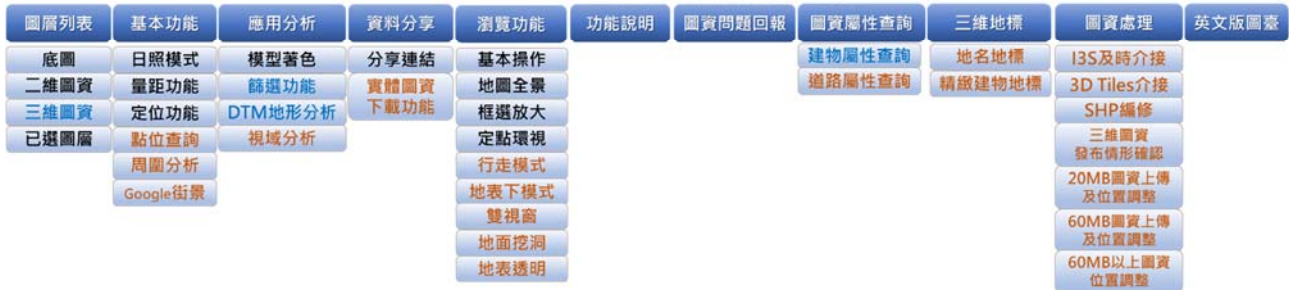 圖層列表
底圖
二維圖資
三維圖資
已選圖層
基本功能
日照模式
量距功能
定位功能
點位查詢
周圍分析
Google街景
應用分析
模型著色
篩選功能
DTM地形分析
視域分析
資料分享
分享連結
實體圖資
下載功能
瀏覽功能
基本操作
地圖全景
框選放大
定點環視
行走模式
地表下模式
雙視窗
地面挖洞
地表透明
功能說明
圖資問題回報
圖資屬性查詢
建物屬性查詢
道路屬性查詢
三維地標
地名地標
精緻建物地標
圖資處理
I3S及時介接
3D Tiles介接
SHP編修
三維圖資
發布情形確認
20MB圖資上傳
及位置調整
60MB圖資上傳
及位置調整
60MB以上圖資
位置調整
英文版圖臺